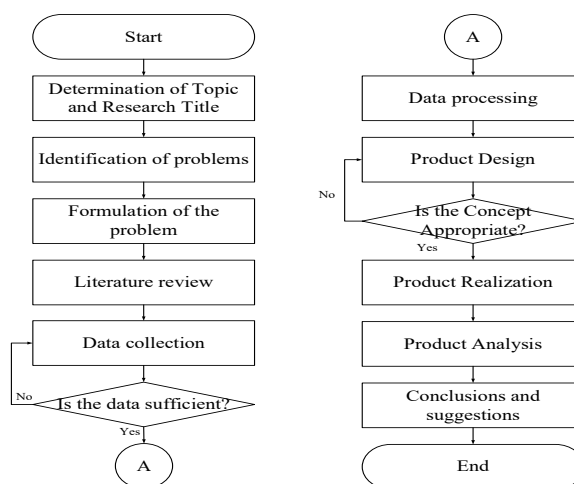 Start
Determination of Topic
and Research Title
Identification of problems
Formulation of the
problem
Literature review
Data collection
No
Is the data sufficient?
Yes
A
A
Data processing
Product Design
No
Is the Concept
Appropriate?
Yes
Product Realization
Product Analysis
Conclusions and
suggestions
End